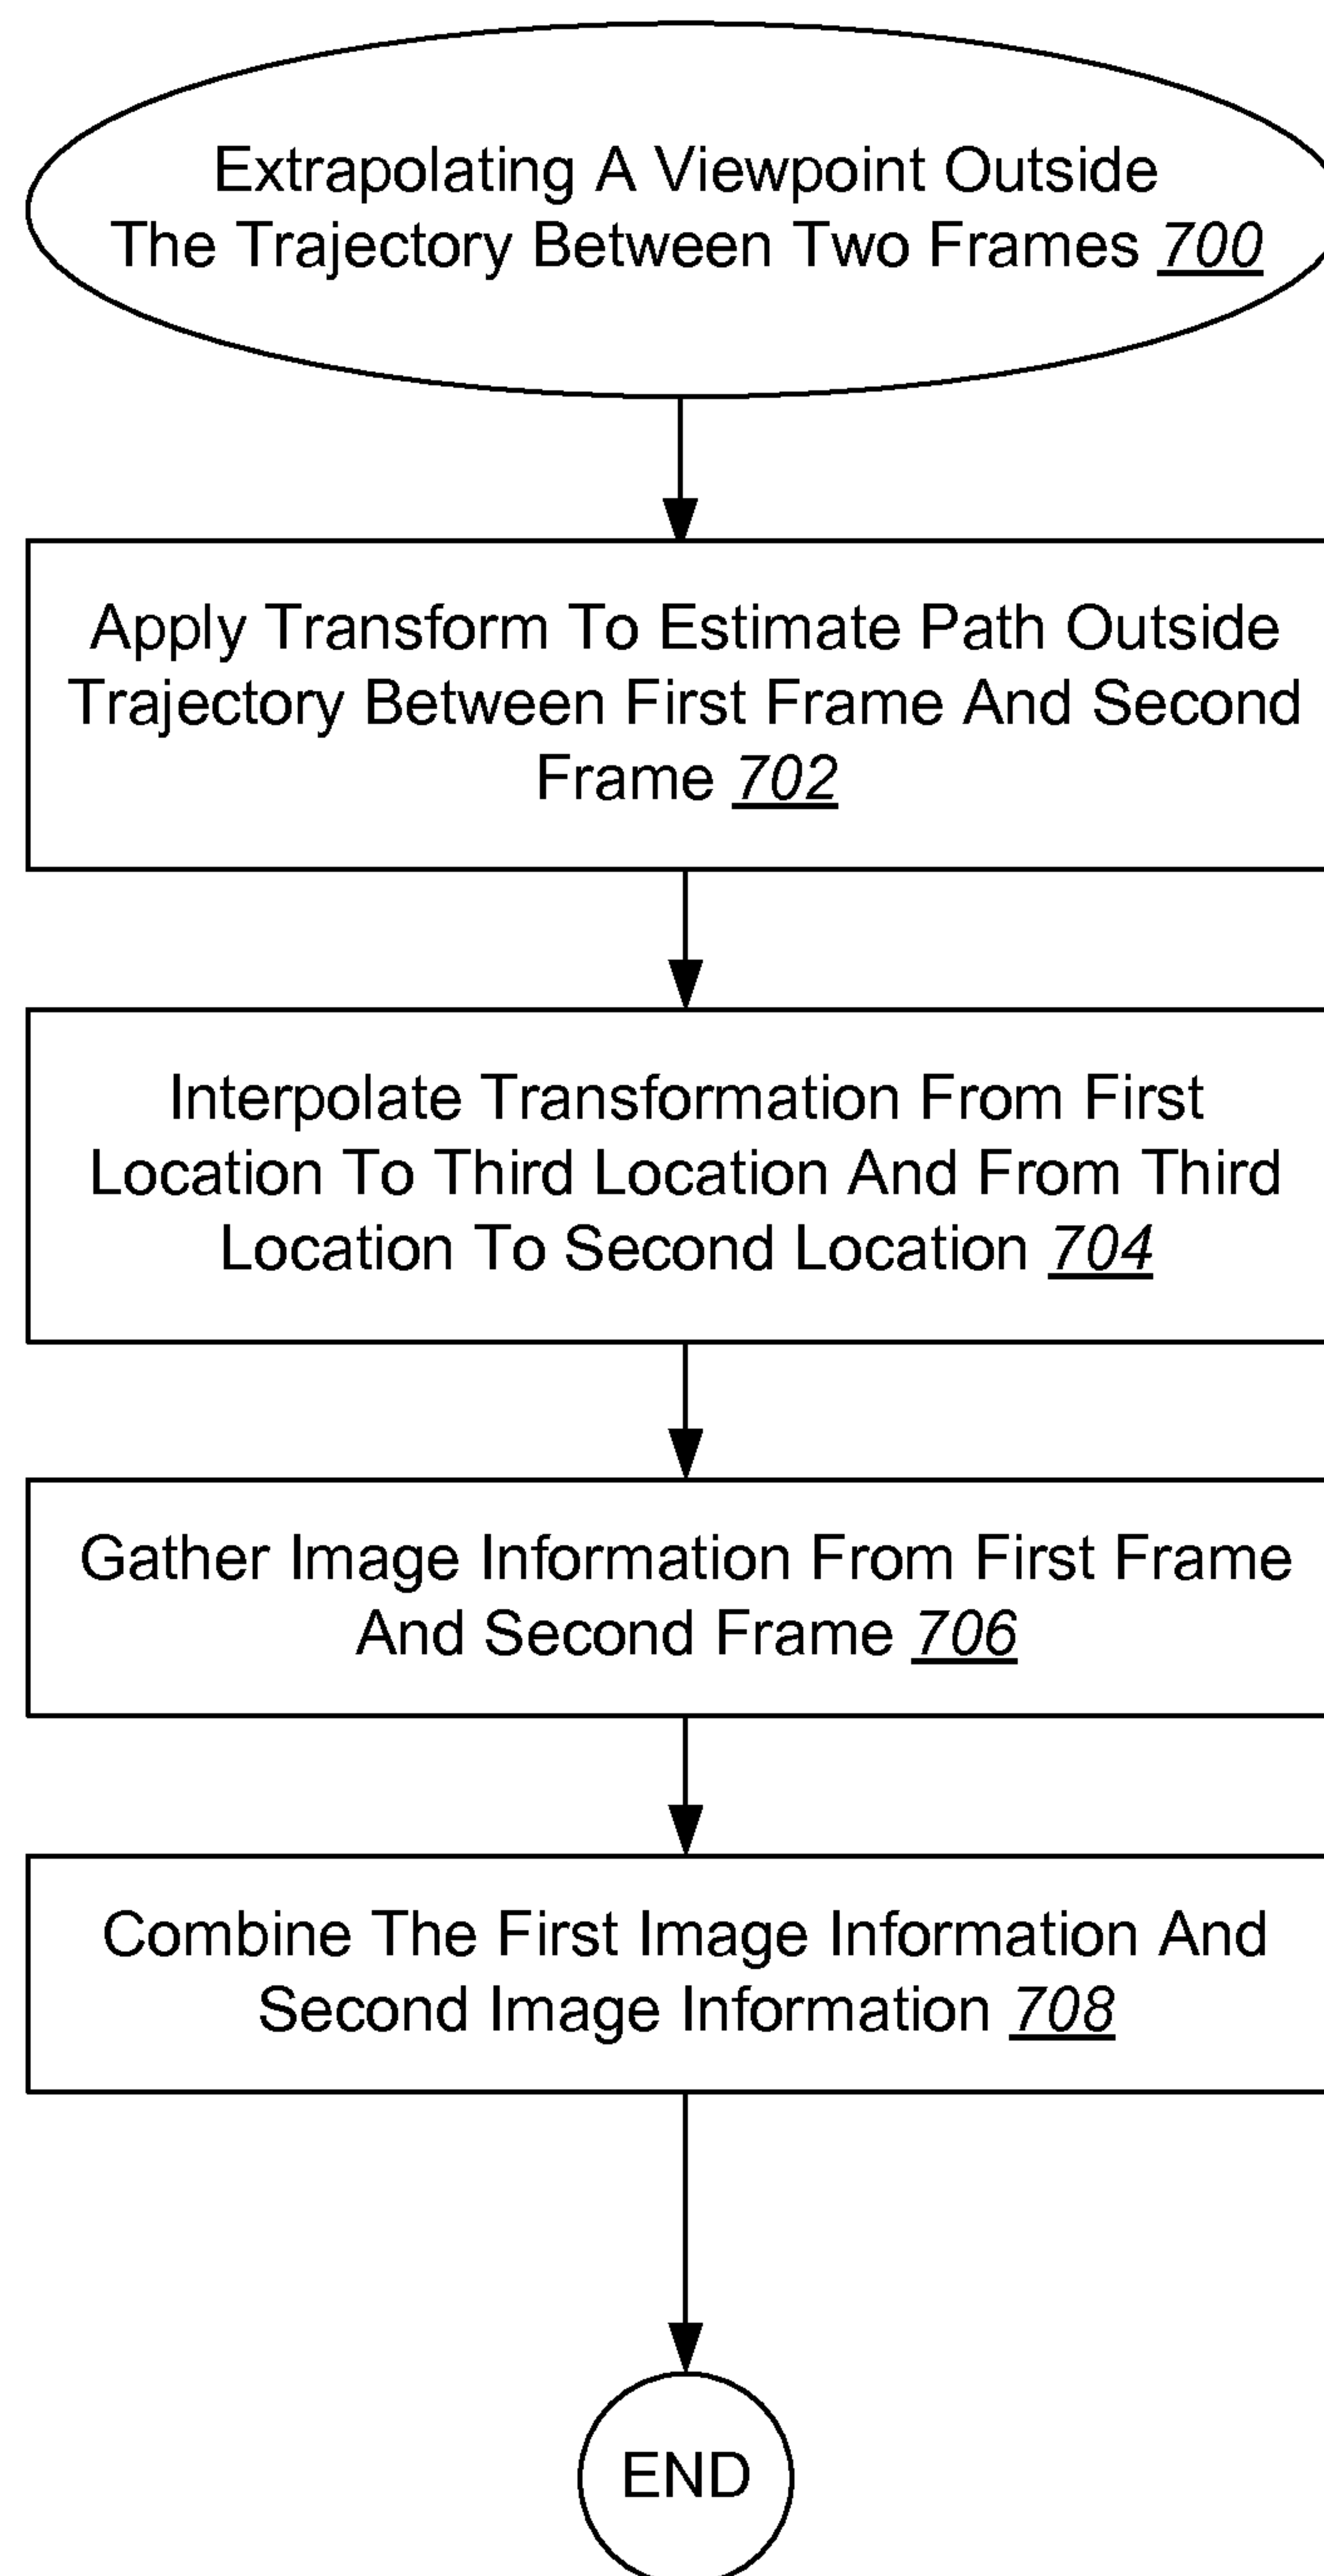 Extrapolating A Viewpoint Outside
The Trajectory Between Two Frames 700
Apply Transform To Estimate Path Outside
Trajectory Between First Frame And Second
Frame 702
Interpolate Transformation From First
Location To Third Location And From Third
Location To Second Location 704
Gather Image Information From First Frame
And Second Frame 706
Combine The First Image Information And
Second Image Information 708
END